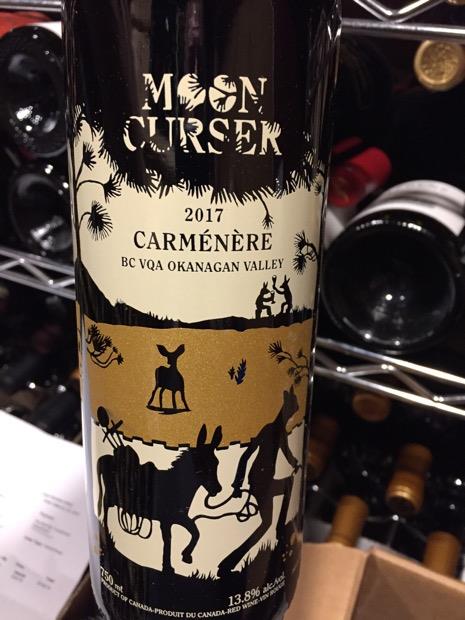 MOON
CURSER
2017
CARMÉNÈRE
BC VQA OKANAGAN VALLEY
750 ml
13.8% alc./vol.
PRODUCT OF CANADA-PRODUIT DU CANADA-RED WINE-VIN ROUGE